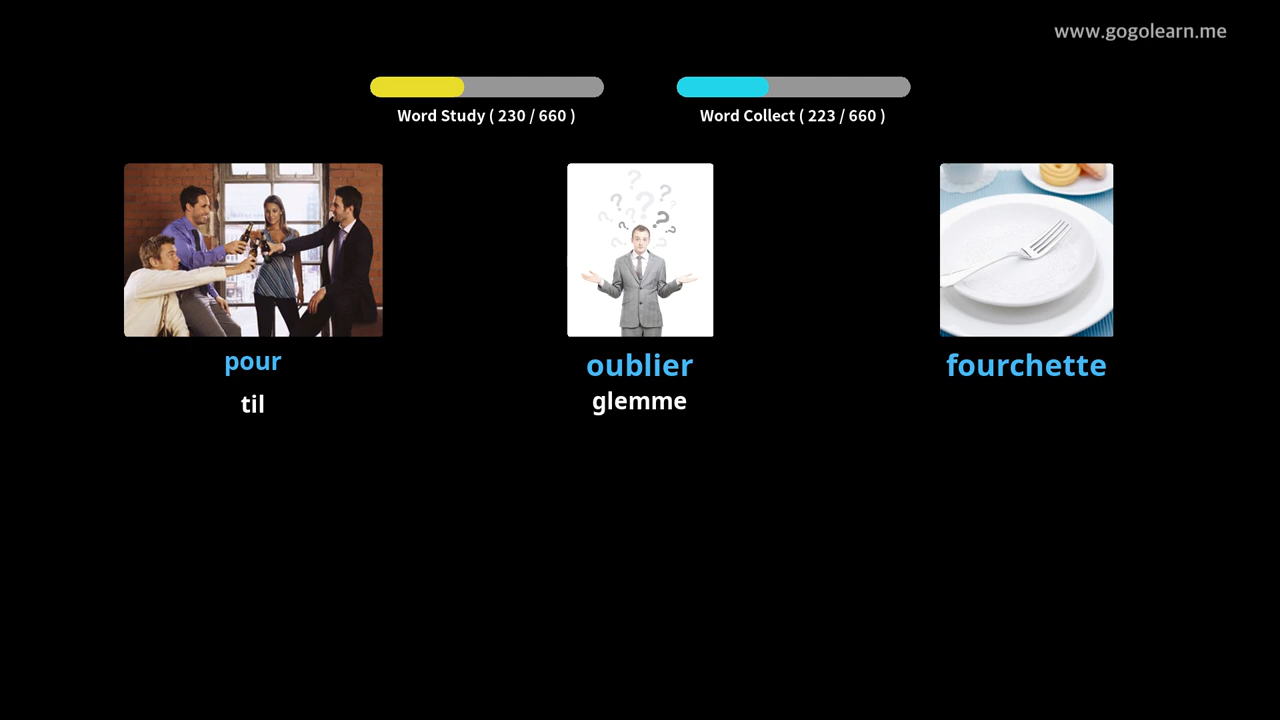 www.gogolearn.me
Word Study ( 230 / 660 )
Word Collect ( 223 / 660 )
pour
oublier
fourchette
til
glemme